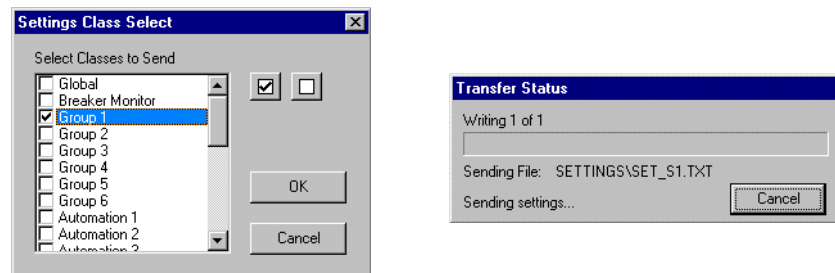 Settings Class Select
Select Classes to Send
Global
Breaker Monitor
Group 1
Group 2
Group 3
Group 4
Group 5
Group 6
Automation 1
Automation 2
Automation 3
OK
Cancel
Transfer Status
Writing 1 of 1
Sending File: SETTINGS\SET_S1.TXT
Sending settings...
Cancel